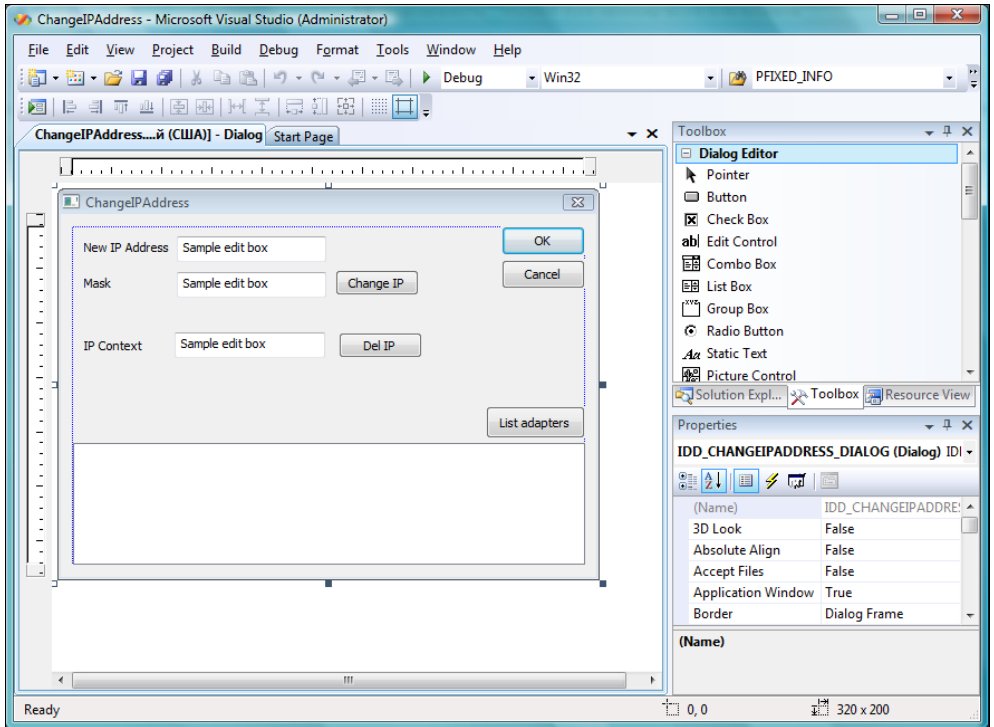 ChangeIPAddress - Microsoft Visual Studio (Administrator)
File Edit View Project Build Debug Format Tools Window Help
Debug Win32 PFIXED_INFO
ChangeIPAddress....й (США)] - Dialog Start Page
Toolbox
Dialog Editor
Pointer
Button
Check Box
ab| Edit Control
Combo Box
List Box
xyz Group Box
Radio Button
Aa Static Text
Picture Control
Solution Expl... Toolbox Resource View
ChangeIPAddress
New IP Address Sample edit box OK
Mask Sample edit box Change IP Cancel
IP Context Sample edit box Del IP
List adapters
Properties
IDD_CHANGEIPADDRESS_DIALOG (Dialog) IDI
(Name) IDD_CHANGEIPADDRE
3D Look False
Absolute Align False
Accept Files False
Application Window True
Border Dialog Frame
(Name)
Ready 0, 0 320 x 200